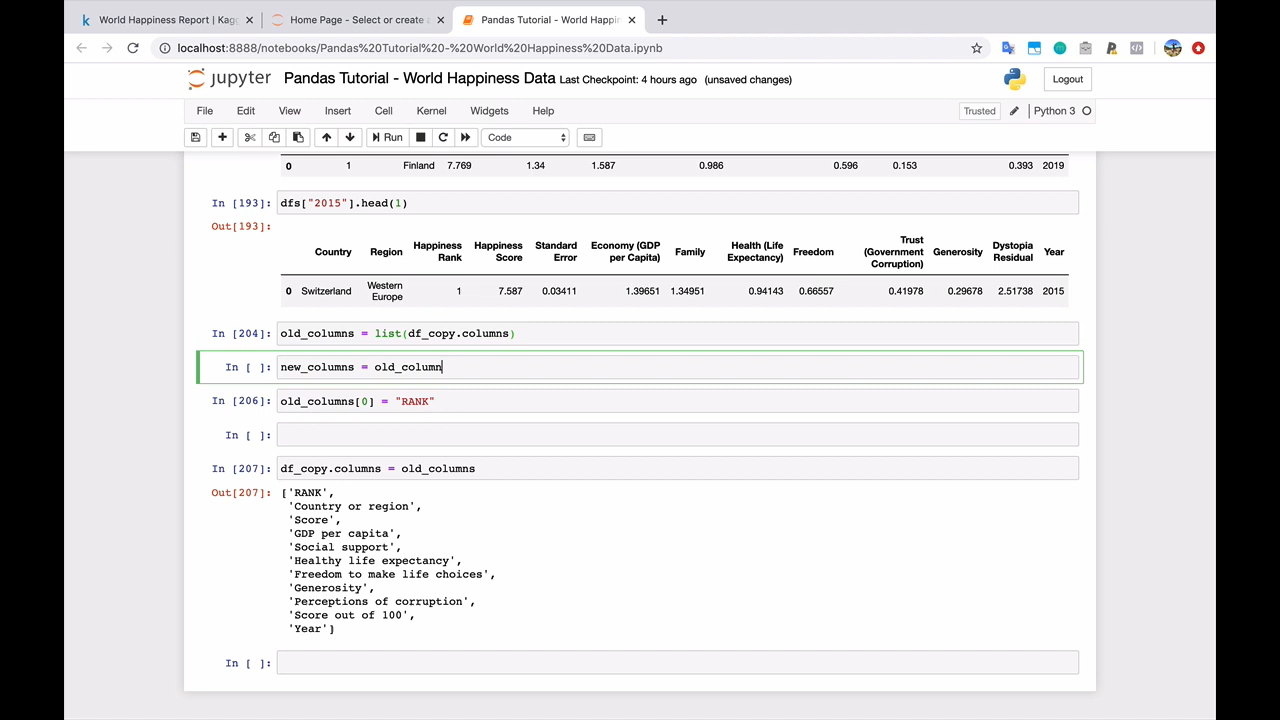 World Happiness Report | Kagg
Home Page - Select or create a
Pandas Tutorial - World Happin
localhost:8888/notebooks/Pandas%20Tutorial%20-%20World%20Happiness%20Data.ipynb
jupyter Pandas Tutorial - World Happiness Data Last Checkpoint: 4 hours ago (unsaved changes) Logout
File Edit View Insert Cell Kernel Widgets Help Trusted Python 3
Run Code
0 1 Finland 7.769 1.34 1.587 0.986 0.596 0.153 0.393 2019
In [193]: dfs["2015"].head(1)
Out[193]:
Country Region Happiness Rank Happiness Score Standard Error Economy (GDP per Capita) Family Health (Life Expectancy) Freedom Trust (Government Corruption) Generosity Dystopia Residual Year
0 Switzerland Western Europe 1 7.587 0.03411 1.39651 1.34951 0.94143 0.66557 0.41978 0.29678 2.51738 2015
In [204]: old_columns = list(df_copy.columns)
In [ ]: new_columns = old_column
In [206]: old_columns[0] = "RANK"
In [ ]:
In [207]: df_copy.columns = old_columns
Out[207]: ['RANK',
'Country or region',
'Score',
'GDP per capita',
'Social support',
'Healthy life expectancy',
'Freedom to make life choices',
'Generosity',
'Perceptions of corruption',
'Score out of 100',
'Year']
In [ ]: